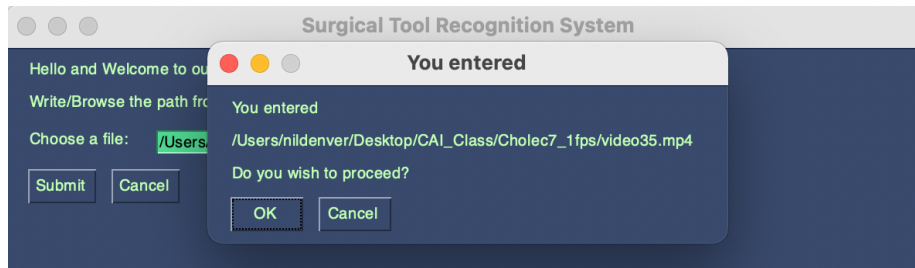 Surgical Tool Recognition System
Hello and Welcome to ou
Write/Browse the path fro
Choose a file: /Users/
Submit Cancel
You entered
You entered
/Users/nildenver/Desktop/CAI_Class/Cholec7_1fps/video35.mp4
Do you wish to proceed?
OK Cancel